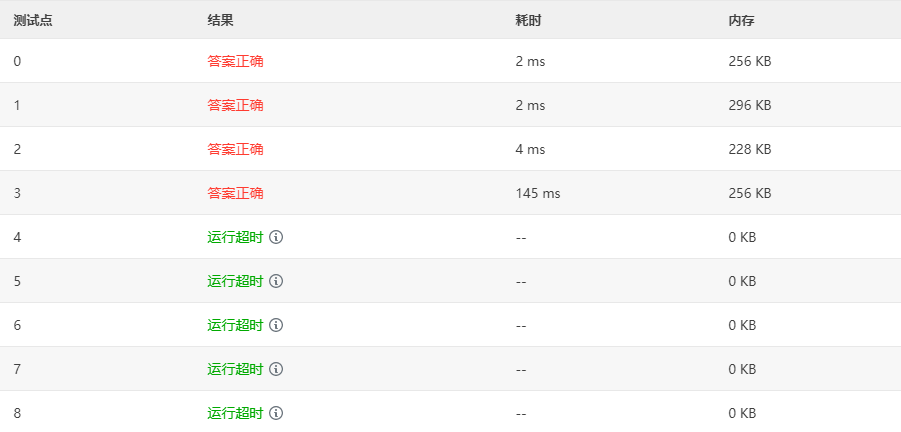 测试点 结果 耗时 内存
0 答案正确 2 ms 256 KB
1 答案正确 2 ms 296 KB
2 答案正确 4 ms 228 KB
3 答案正确 145 ms 256 KB
4 运行超时 -- 0 KB
5 运行超时 -- 0 KB
6 运行超时 -- 0 KB
7 运行超时 -- 0 KB
8 运行超时 -- 0 KB